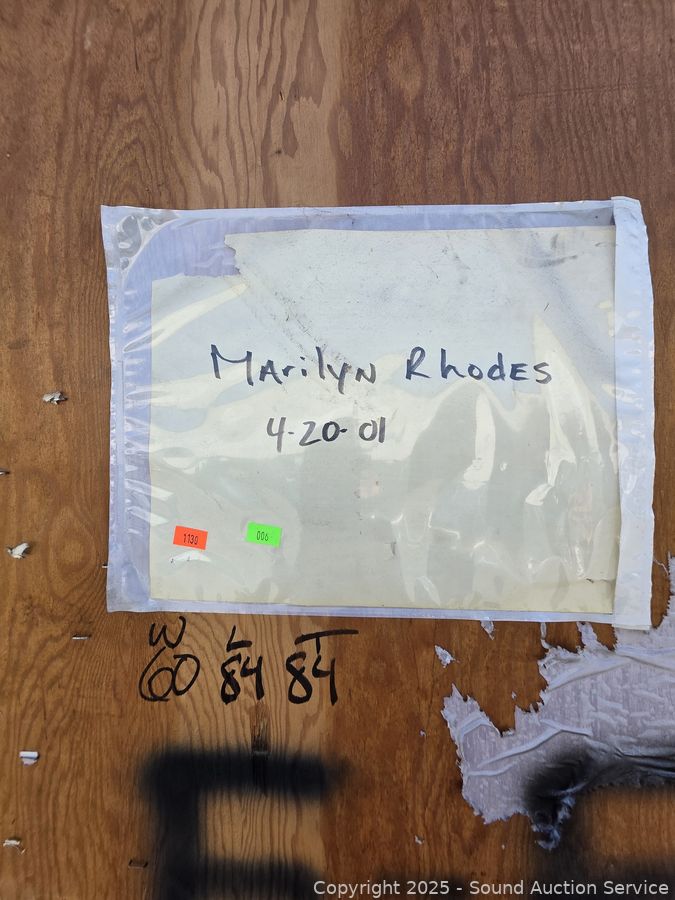 Marilyn Rhodes
4-20-01
1130 006
W L T
60 84 84
Copyright 2025 - Sound Auction Service